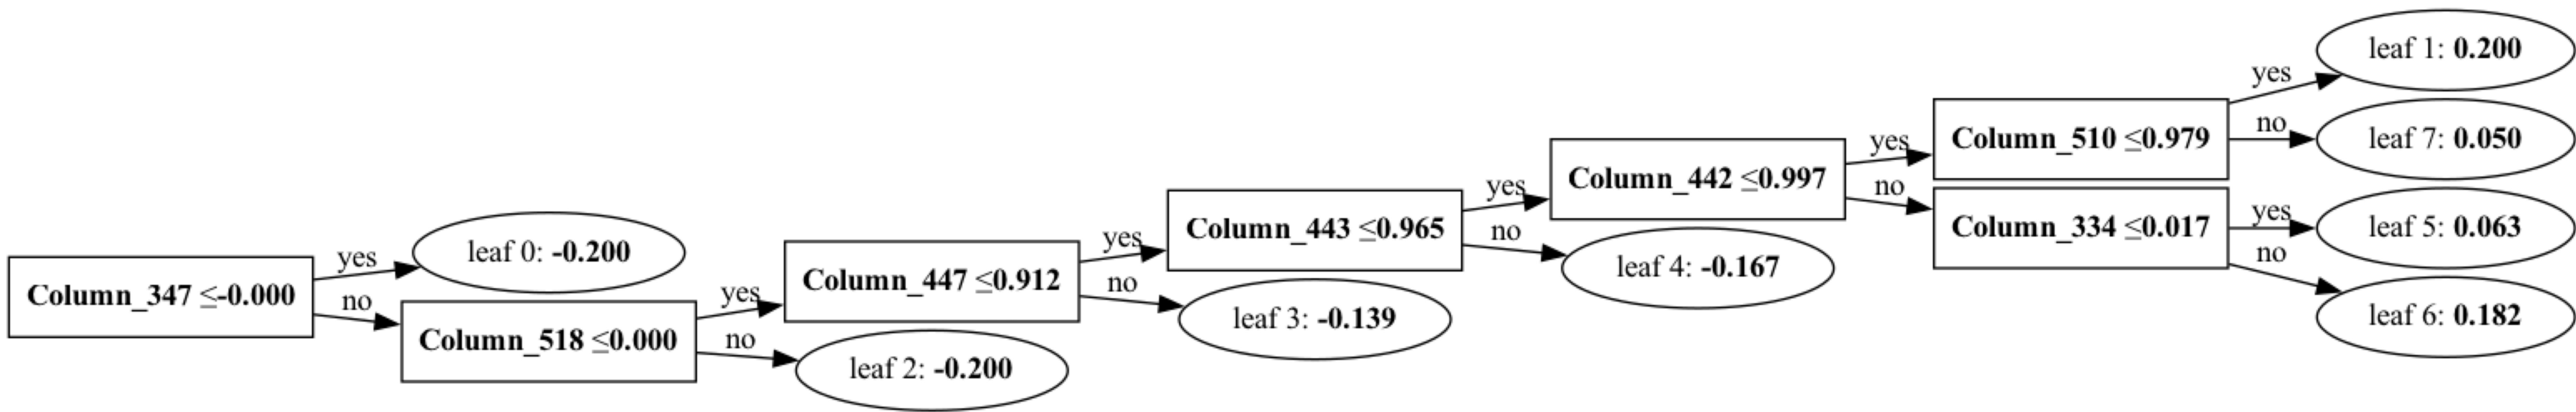 Column_347 ≤-0.000
yes
no
leaf 0: -0.200
Column_518 ≤0.000
yes
no
Column_447 ≤0.912
leaf 2: -0.200
yes
no
Column_443 ≤0.965
leaf 3: -0.139
yes
no
Column_442 ≤0.997
leaf 4: -0.167
yes
no
Column_510 ≤0.979
Column_334 ≤0.017
yes
no
yes
no
leaf 1: 0.200
leaf 7: 0.050
leaf 5: 0.063
leaf 6: 0.182